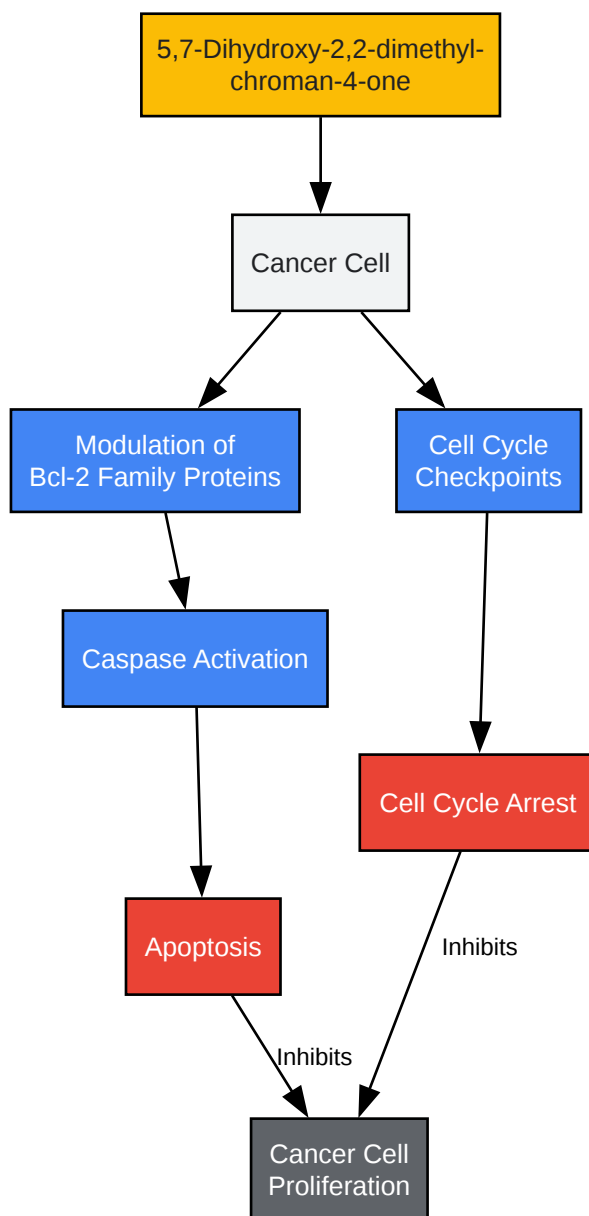 5,7-Dihydroxy-2,2-dimethyl-
chroman-4-one
Cancer Cell
Modulation of
Bcl-2 Family Proteins
Cell Cycle
Checkpoints
Caspase Activation
Cell Cycle Arrest
Apoptosis
Inhibits
Inhibits
Cancer Cell
Proliferation